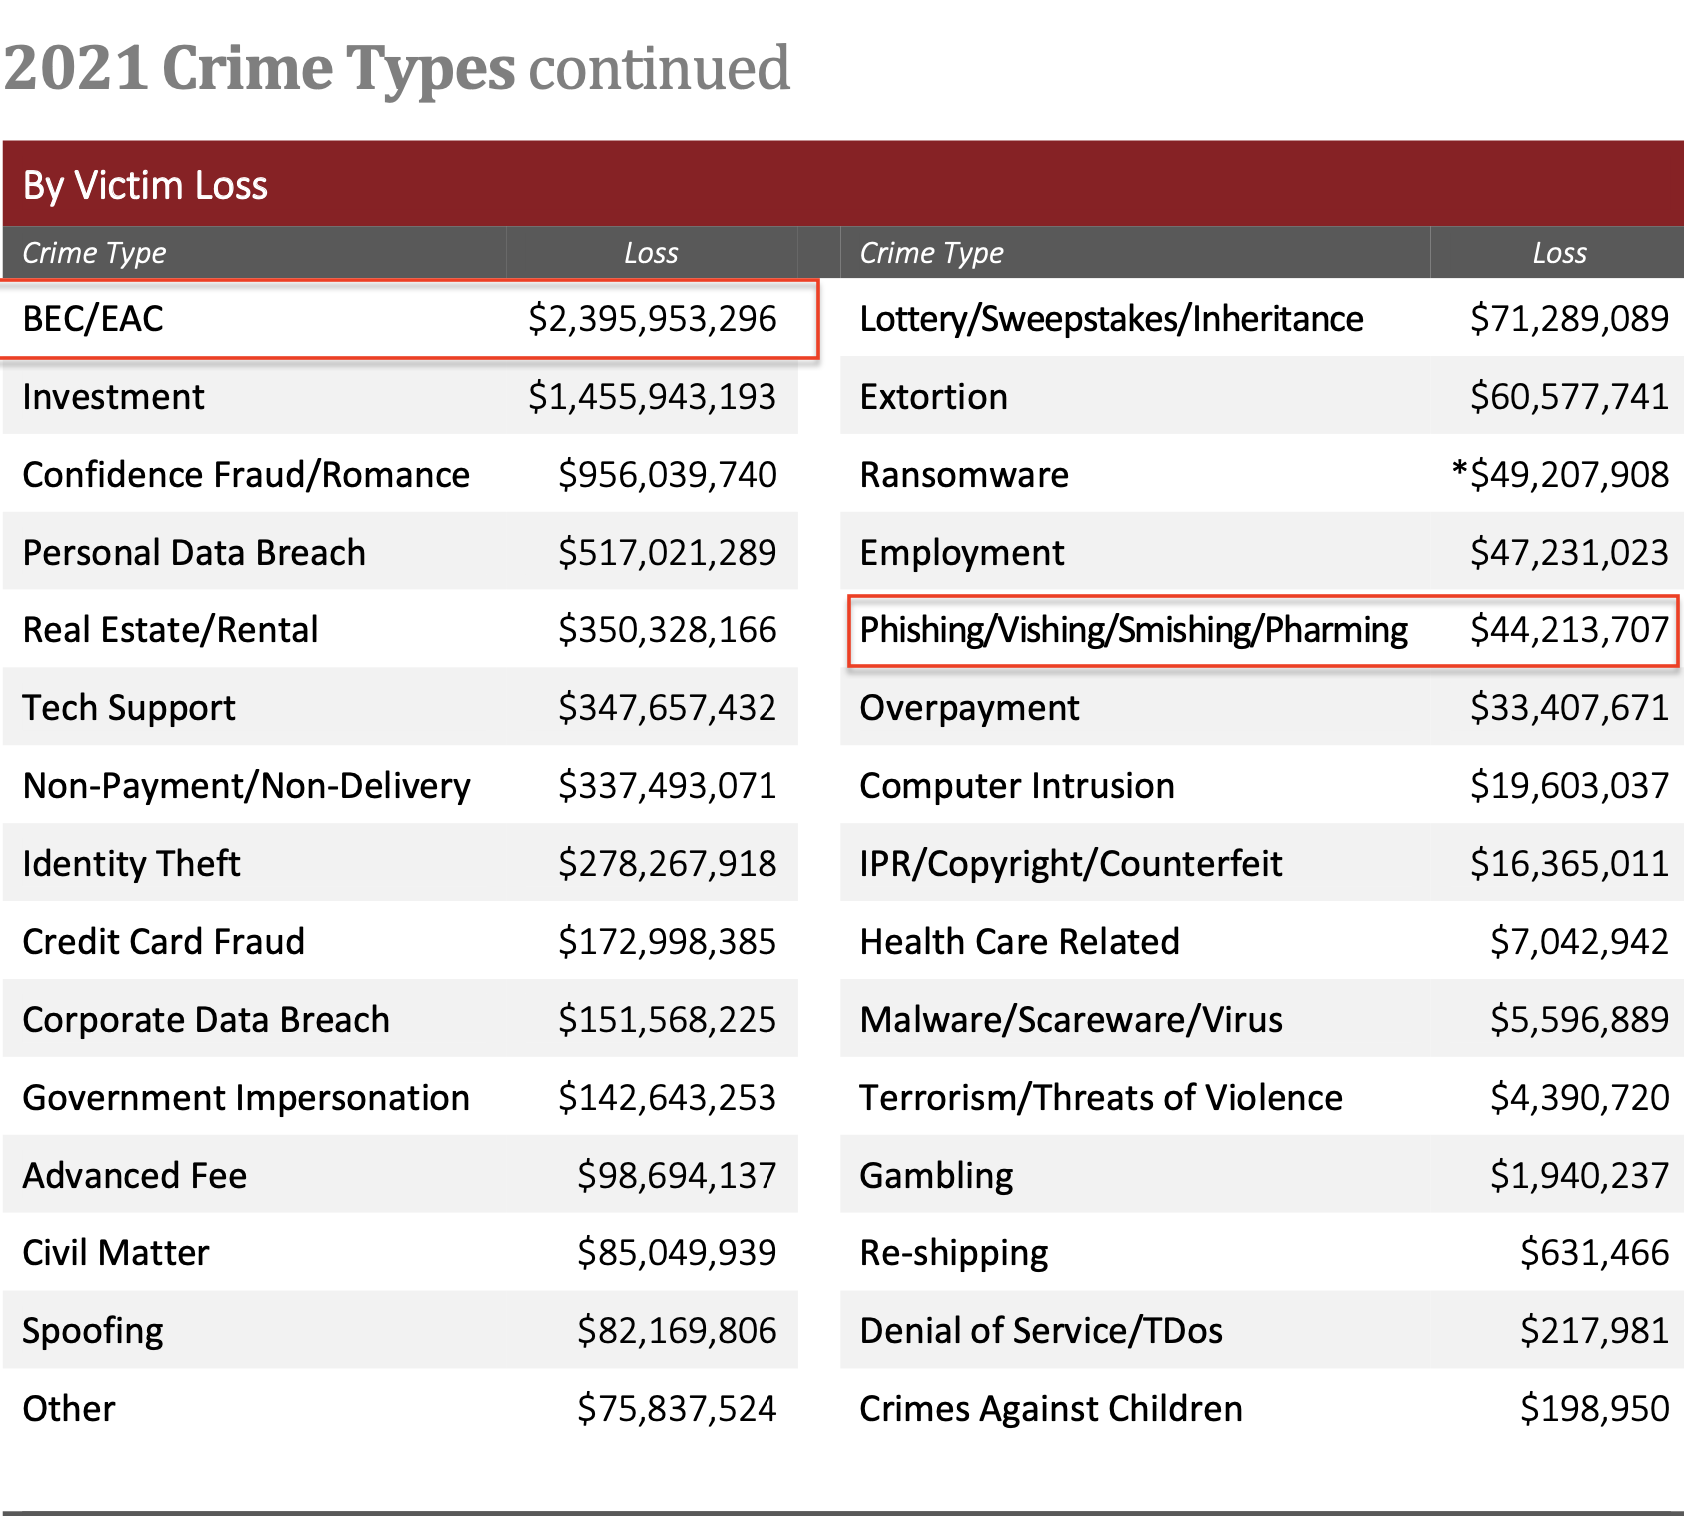 2021 Crime Types continued
By Victim Loss
Crime Type Loss Crime Type Loss
BEC/EAC $2,395,953,296 Lottery/Sweepstakes/Inheritance $71,289,089
Investment $1,455,943,193 Extortion $60,577,741
Confidence Fraud/Romance $956,039,740 Ransomware *$49,207,908
Personal Data Breach $517,021,289 Employment $47,231,023
Real Estate/Rental $350,328,166 Phishing/Vishing/Smishing/Pharming $44,213,707
Tech Support $347,657,432 Overpayment $33,407,671
Non-Payment/Non-Delivery $337,493,071 Computer Intrusion $19,603,037
Identity Theft $278,267,918 IPR/Copyright/Counterfeit $16,365,011
Credit Card Fraud $172,998,385 Health Care Related $7,042,942
Corporate Data Breach $151,568,225 Malware/Scareware/Virus $5,596,889
Government Impersonation $142,643,253 Terrorism/Threats of Violence $4,390,720
Advanced Fee $98,694,137 Gambling $1,940,237
Civil Matter $85,049,939 Re-shipping $631,466
Spoofing $82,169,806 Denial of Service/TDos $217,981
Other $75,837,524 Crimes Against Children $198,950